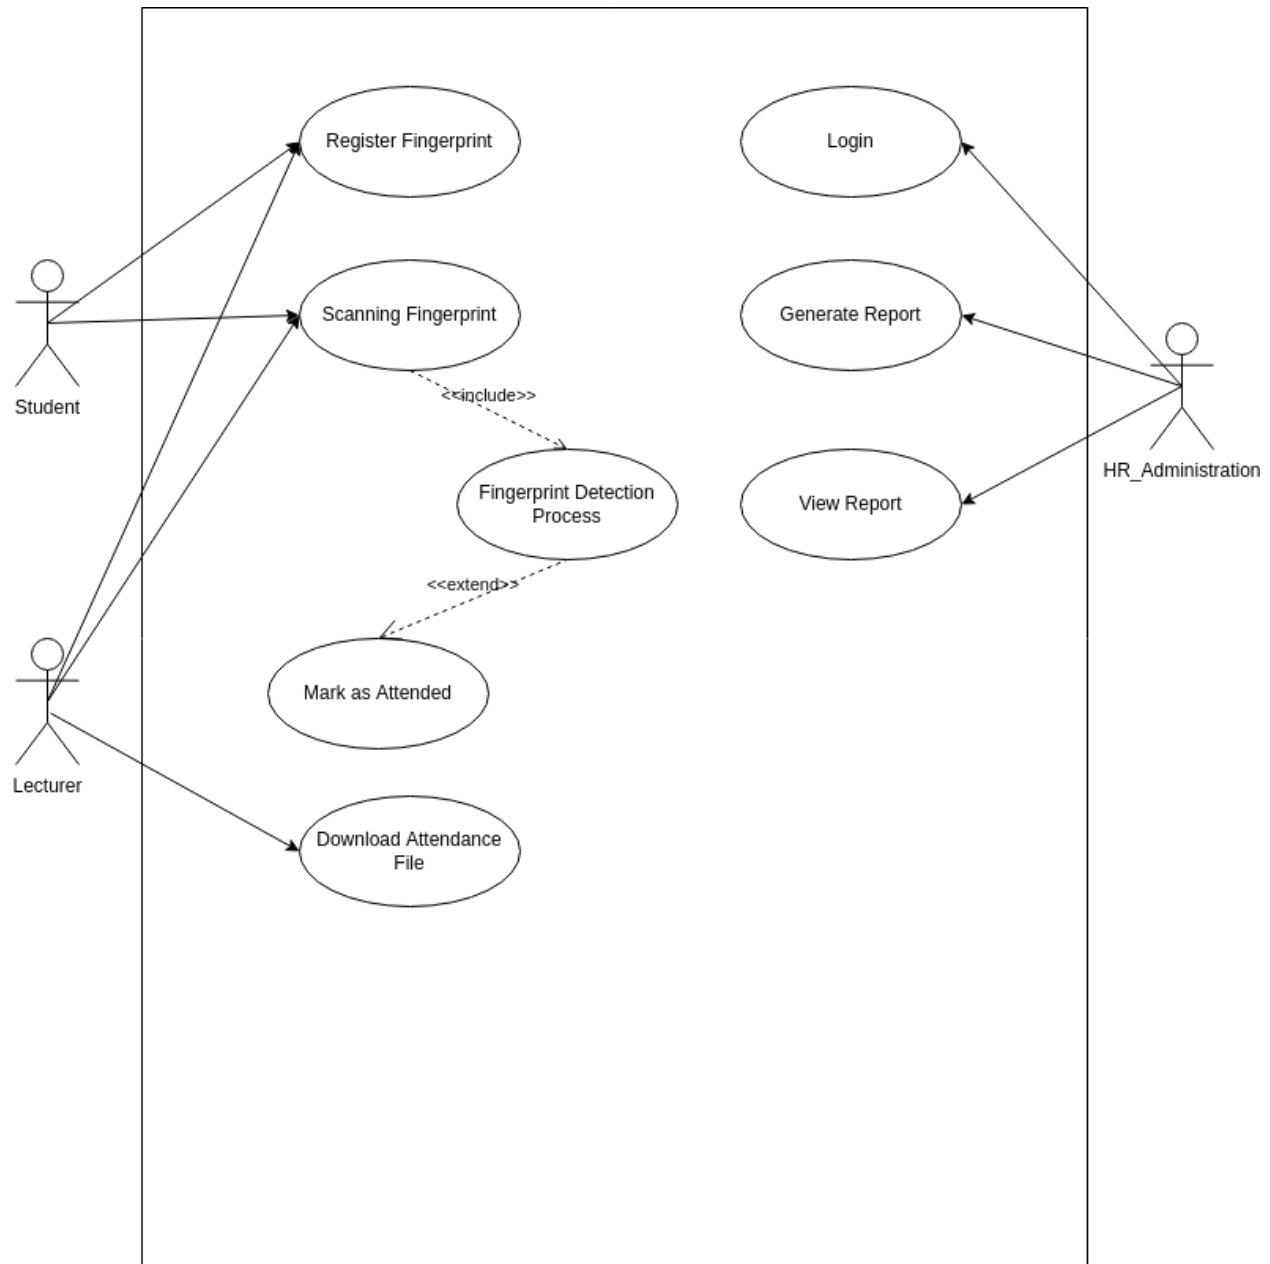 Register Fingerprint
Login
Scanning Fingerprint
Generate Report
Student
<<include>>
HR_Administration
Fingerprint Detection
Process
View Report
<<extend>>
Mark as Attended
Lecturer
Download Attendance
File